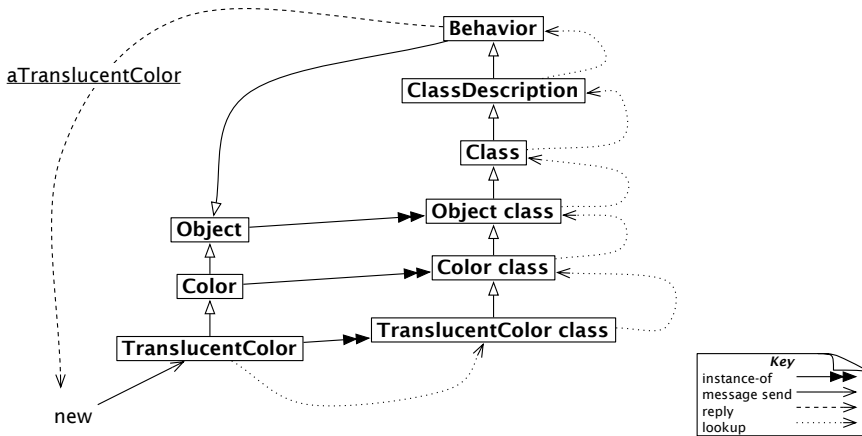 Behavior
aTranslucentColor
ClassDescription
Class
Object class
Object
Color class
Color
TranslucentColor class
TranslucentColor
new
Key
instance-of
message send
reply
lookup